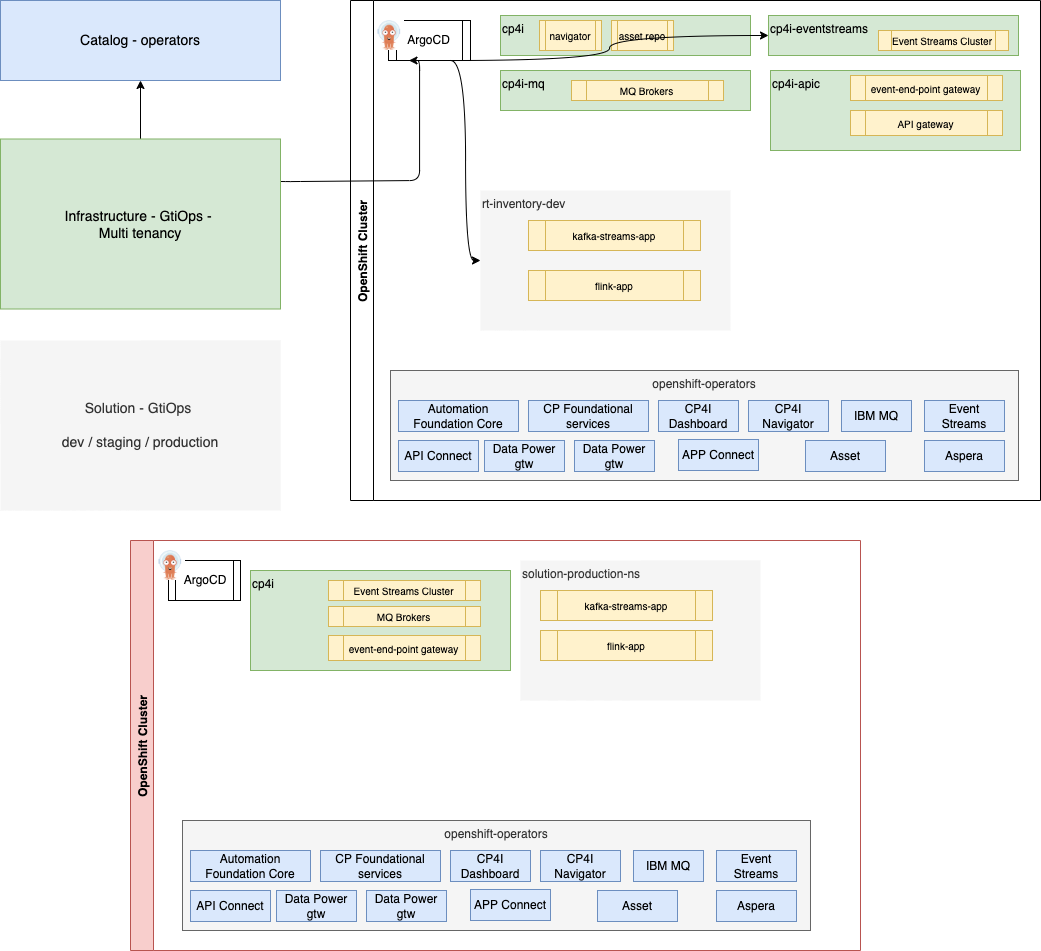 Catalog - operators
Infrastructure - GtiOps -
Multi tenancy
Solution - GtiOps
dev / staging / production
OpenShift Cluster
ArgoCD
cp4i
navigator
asset repo
cp4i-eventstreams
Event Streams Cluster
cp4i-mq
MQ Brokers
cp4i-apic
event-end-point gateway
API gateway
rt-inventory-dev
kafka-streams-app
flink-app
openshift-operators
Automation
Foundation Core
CP Foundational
services
CP4I
Dashboard
CP4I
Navigator
IBM MQ
Event
Streams
API Connect
Data Power
gtw
Data Power
gtw
APP Connect
Asset
Aspera
OpenShift Cluster
ArgoCD
cp4i
Event Streams Cluster
MQ Brokers
event-end-point gateway
solution-production-ns
kafka-streams-app
flink-app
openshift-operators
Automation
Foundation Core
CP Foundational
services
CP4I
Dashboard
CP4I
Navigator
IBM MQ
Event
Streams
API Connect
Data Power
gtw
Data Power
gtw
APP Connect
Asset
Aspera